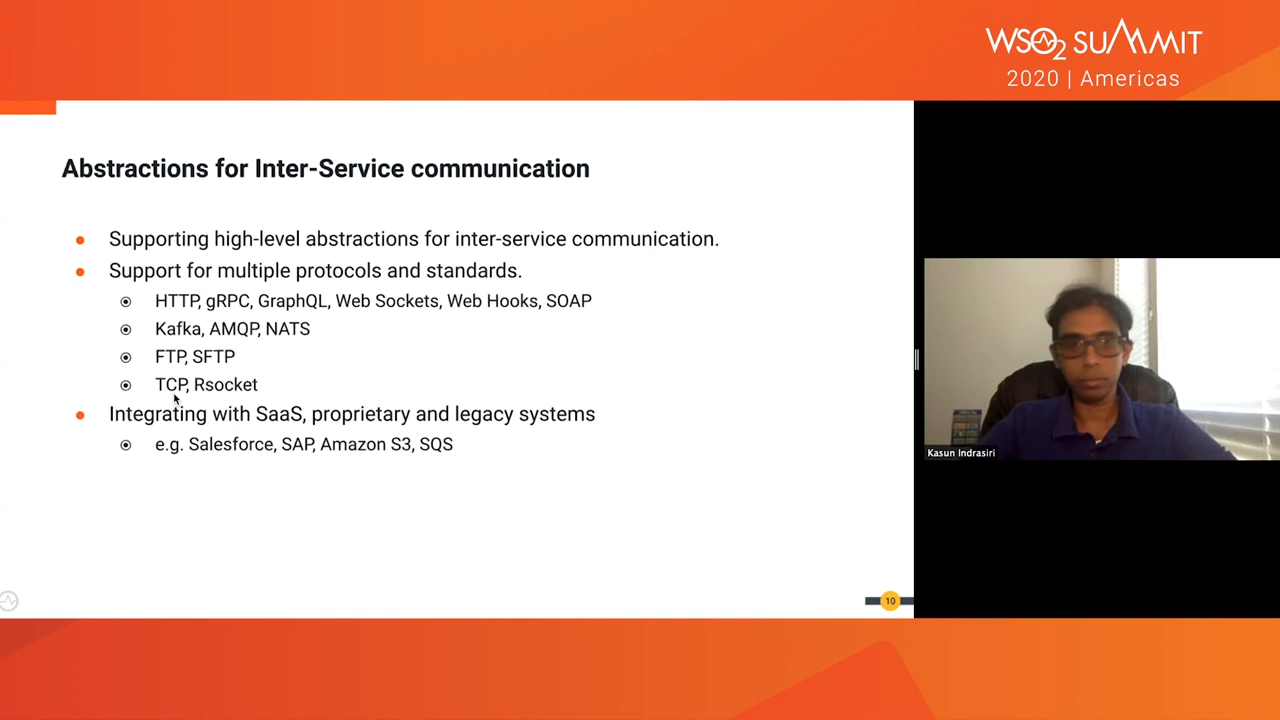 WSO2 SUMMIT
2020 | Americas
Abstractions for Inter-Service communication
Supporting high-level abstractions for inter-service communication.
Support for multiple protocols and standards.
HTTP, gRPC, GraphQL, Web Sockets, Web Hooks, SOAP
Kafka, AMQP, NATS
FTP, SFTP
TCP, Rsocket
Integrating with SaaS, proprietary and legacy systems
e.g. Salesforce, SAP, Amazon S3, SQS
Kasun Indrasiri
10